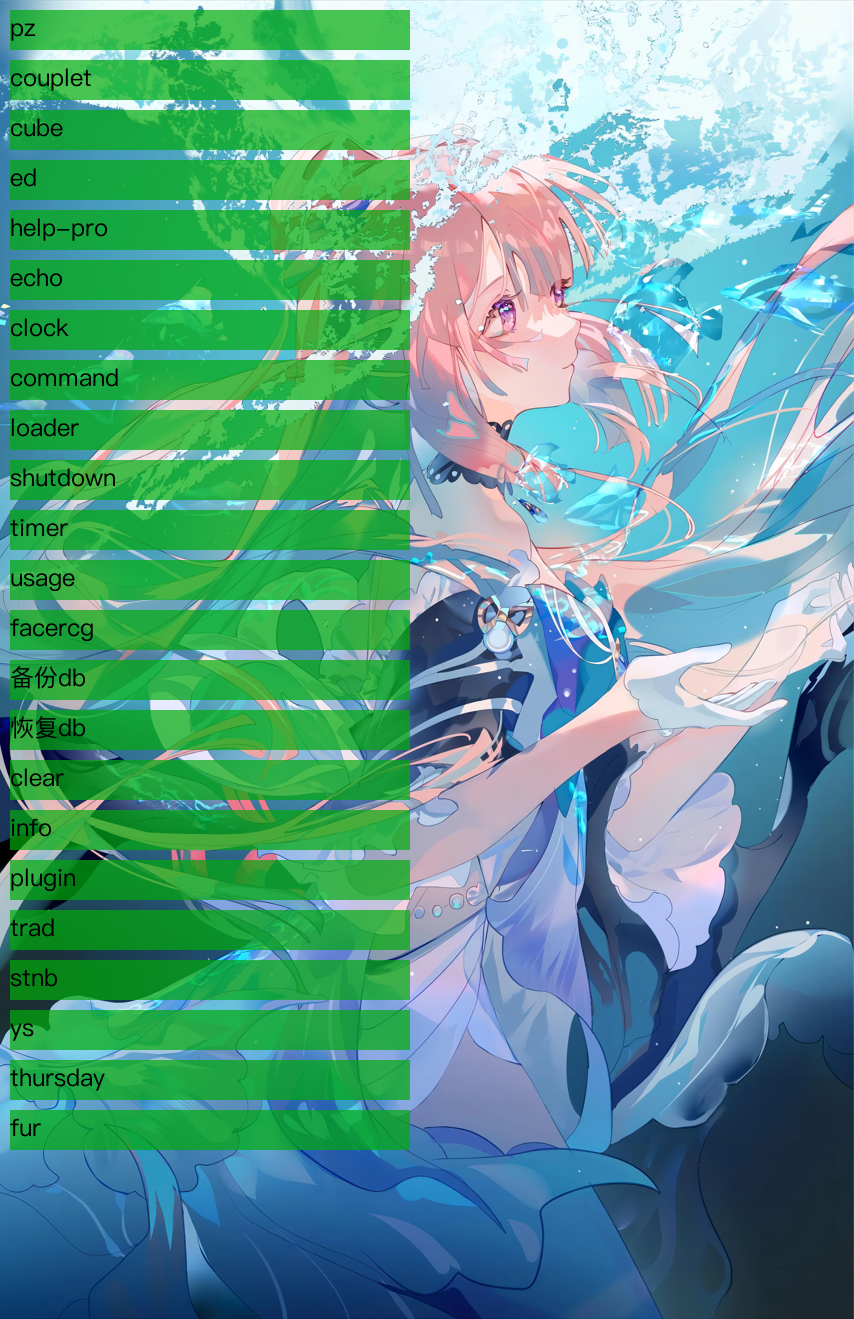 pz
couplet
cube
ed
help-pro
echo
clock
command
loader
shutdown
timer
usage
facercg
备份db
恢复db
clear
info
plugin
trad
stnb
ys
thursday
fur